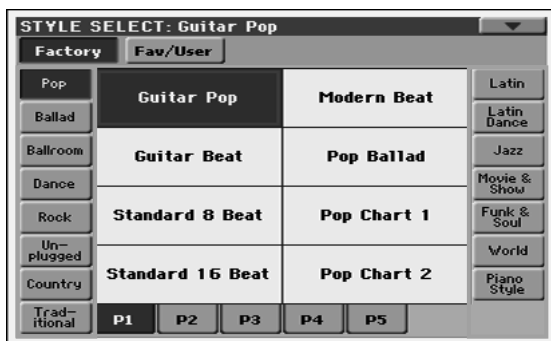 STYLE SELECT: Guitar Pop
Factory Fav/User
Pop
Ballad
Ballroom
Dance
Rock
Un-
plugged
Country
Trad-
itional
Guitar Pop Modern Beat
Guitar Beat Pop Ballad
Standard 8 Beat Pop Chart 1
Standard 16 Beat Pop Chart 2
Latin
Latin
Dance
Jazz
Movie &
Show
Funk &
Soul
World
Piano
Style
P1 P2 P3 P4 P5